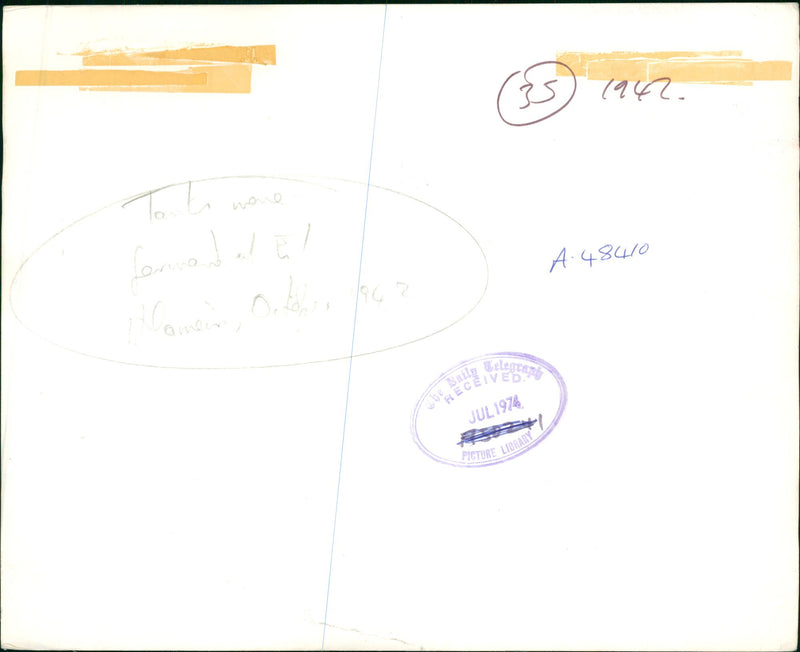 35 1942.
Tanks move
forward at El
Alamein, October 1942
A.48410
The Daily Telegraph
RECEIVED
JUL 1974
PICTURE LIBRARY